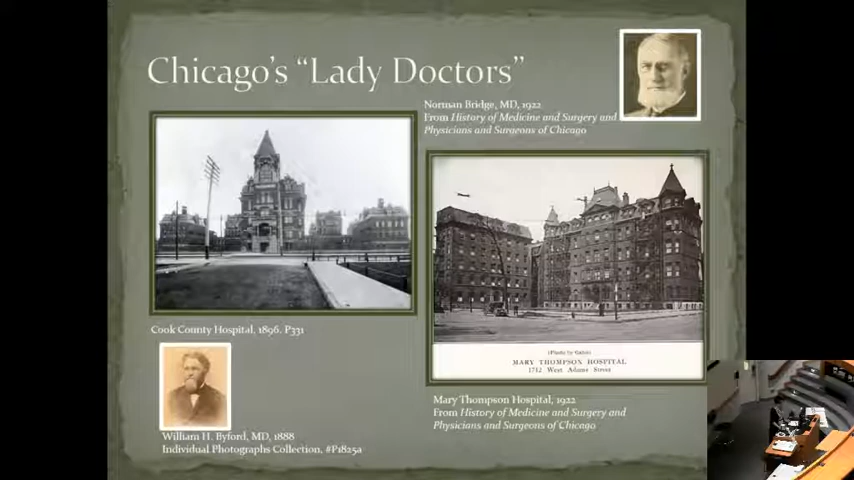 Chicago's "Lady Doctors"
Norman Bridge, MD, 1922
From History of Medicine and Surgery and
Physicians and Surgeons of Chicago
Cook County Hospital, 1896. P331
MARY THOMPSON HOSPITAL
1712 West Adams Street
Mary Thompson Hospital, 1922
From History of Medicine and Surgery and
Physicians and Surgeons of Chicago
William H. Byford, MD, 1888
Individual Photographs Collection, #P1825a